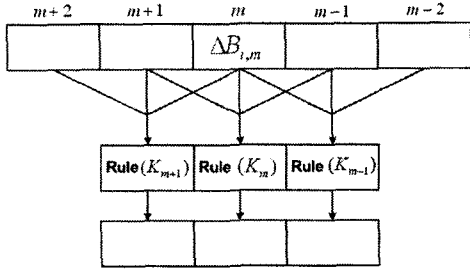 m+2 m+1 m m−1 m−2
ΔB_{i,m}
Rule(K_{m+1}) Rule (K_m) Rule (K_{m−1})